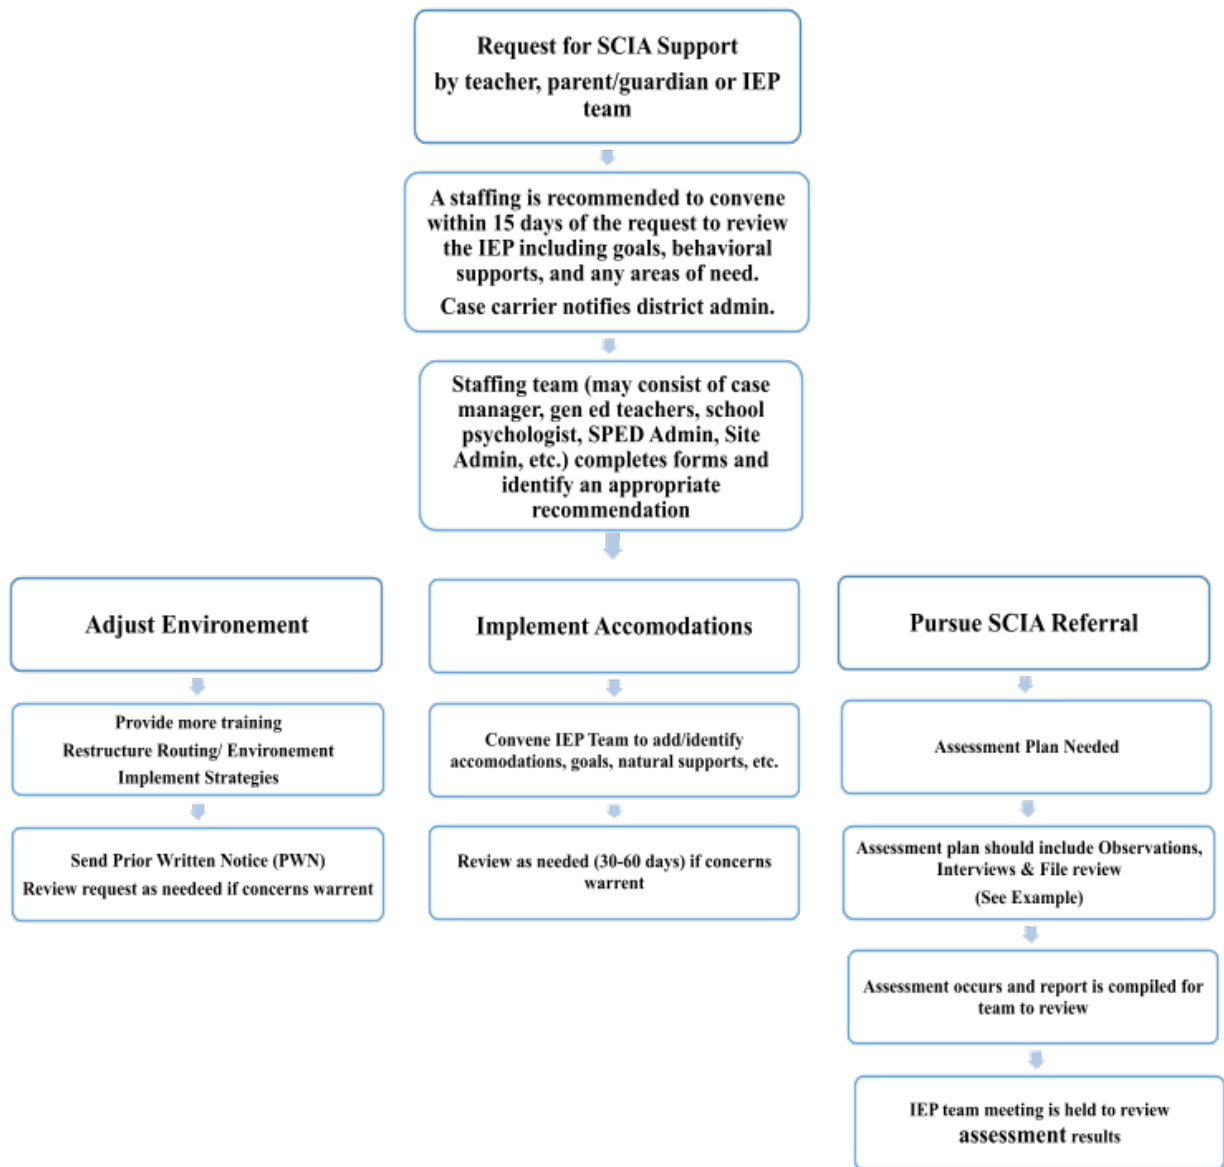 Request for SCIA Support
by teacher, parent/guardian or IEP
team
A staffing is recommended to convene
within 15 days of the request to review
the IEP including goals, behavioral
supports, and any areas of need.
Case carrier notifies district admin.
Staffing team (may consist of case
manager, gen ed teachers, school
psychologist, SPED Admin, Site
Admin, etc.) completes forms and
identify an appropriate
recommendation
Adjust Environement
Provide more training
Restructure Routing/ Environement
Implement Strategies
Send Prior Written Notice (PWN)
Review request as needeed if concerns warrent
Implement Accomodations
Convene IEP Team to add/identify
accomodations, goals, natural supports, etc.
Review as needed (30-60 days) if concerns
warrent
Pursue SCIA Referral
Assessment Plan Needed
Assessment plan should include Observations,
Interviews & File review
(See Example)
Assessment occurs and report is compiled for
team to review
IEP team meeting is held to review
assessment results